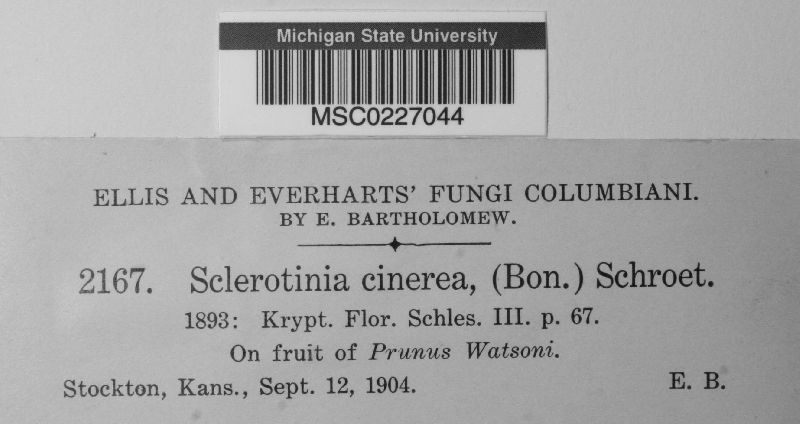 Michigan State University
MSC0227044
ELLIS AND EVERHARTS' FUNGI COLUMBIANI.
BY E. BARTHOLOMEW.
2167. Sclerotinia cinerea, (Bon.) Schroet.
1893: Krypt. Flor. Schles. III. p. 67.
On fruit of Prunus Watsoni.
Stockton, Kans., Sept. 12, 1904. E. B.